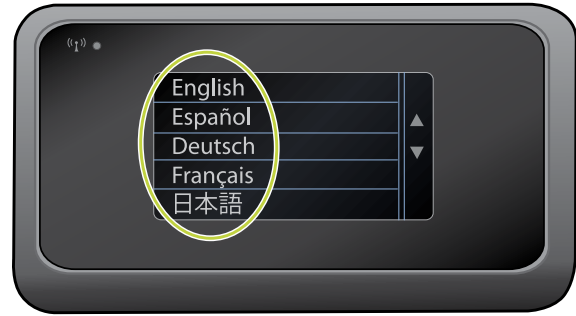 English
Español
Deutsch
Français
日本語